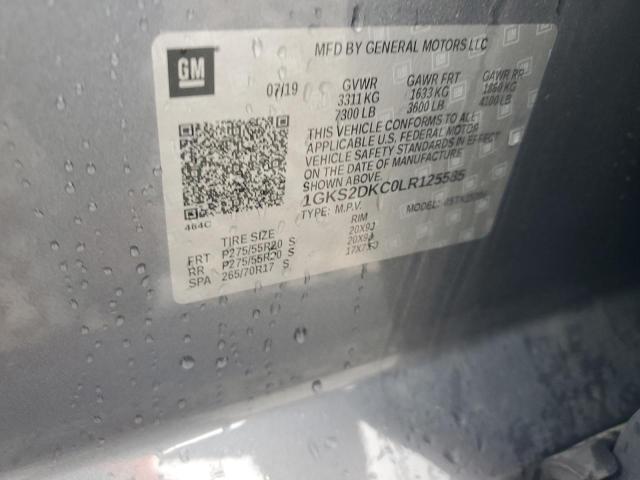 GM
MFD BY GENERAL MOTORS LLC
07/19 GVWR GAWR FRT GAWR RR
3311 KG 1633 KG 1860 KG
7300 LB 3600 LB 4100 LB
THIS VEHICLE CONFORMS TO ALL
APPLICABLE U.S. FEDERAL MOTOR
VEHICLE SAFETY STANDARDS IN EFFECT
ON THE DATE OF MANUFACTURE
SHOWN ABOVE.
1GKS2DKC0LR125585
TYPE: M.P.V. MODEL:
464C
TIRE SIZE RIM
FRT P275/55R20 S 20X9J
RR P275/55R20 S 20X9J
SPA 265/70R17 S